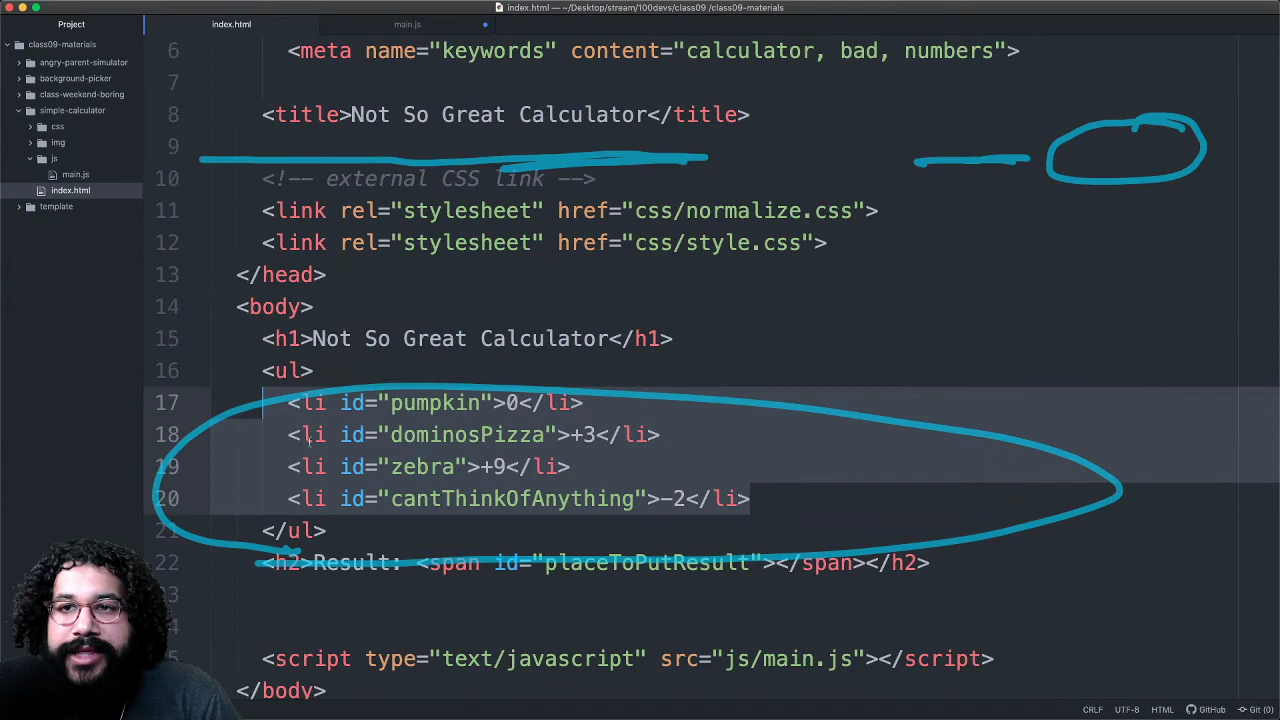 index.html — ~/Desktop/stream/100devs/class09 /class09-materials
Project
index.html
main.js
class09-materials
angry-parent-simulator
background-picker
class-weekend-boring
simple-calculator
css
img
js
main.js
index.html
template
6 <meta name="keywords" content="calculator, bad, numbers">
7
8 <title>Not So Great Calculator</title>
9
10 <!-- external CSS link -->
11 <link rel="stylesheet" href="css/normalize.css">
12 <link rel="stylesheet" href="css/style.css">
13 </head>
14 <body>
15 <h1>Not So Great Calculator</h1>
16 <ul>
17 <li id="pumpkin">0</li>
18 <li id="dominosPizza">+3</li>
19 <li id="zebra">+9</li>
20 <li id="cantThinkOfAnything">-2</li>
21 </ul>
22 <h2>Result: <span id="placeToPutResult"></span></h2>
23
<script type="text/javascript" src="js/main.js"></script>
</body>
CRLF UTF-8 HTML GitHub Git (0)